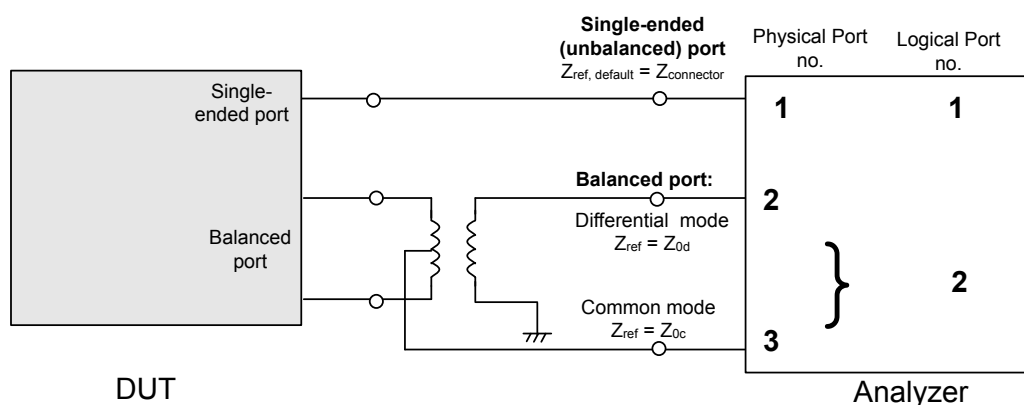 Single-ended
(unbalanced) port
Zref, default = Zconnector
Physical Port
no.
Logical Port
no.
Single-
ended port
1
1
Balanced port:
2
Differential mode
Zref = Z0d
Balanced
port
}
2
Common mode
Zref = Z0c
3
DUT
Analyzer